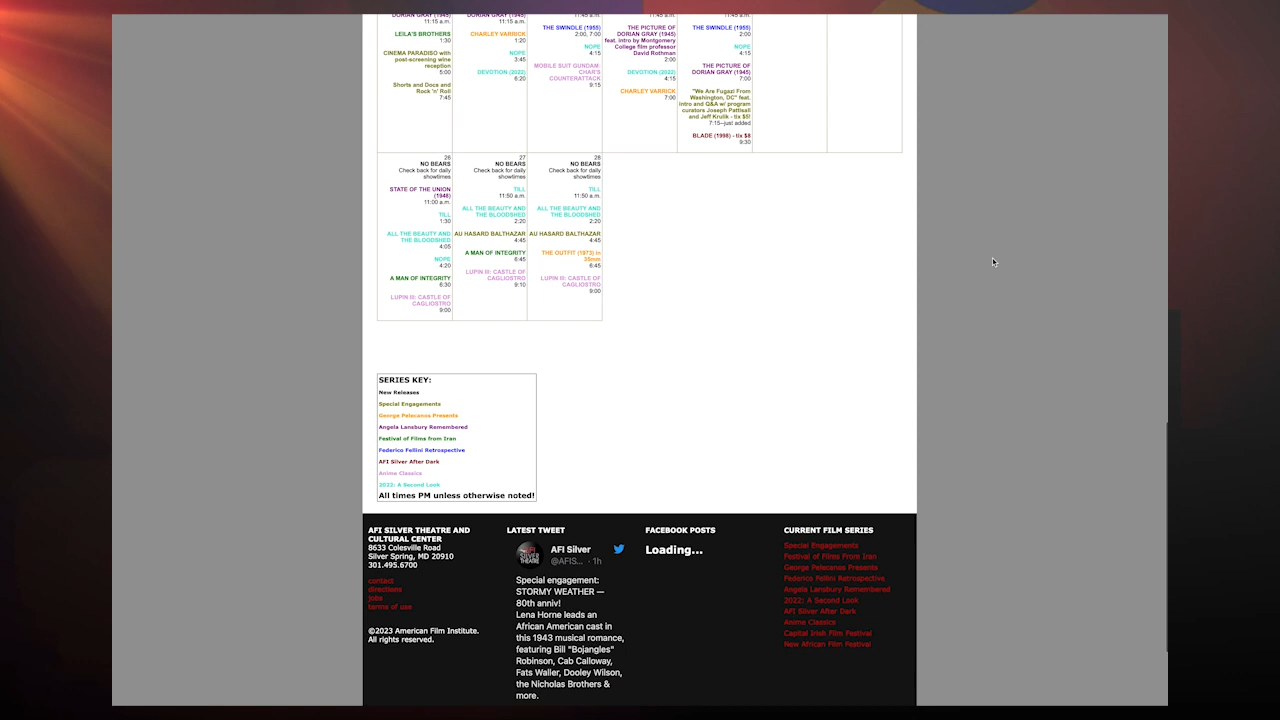 DORIAN GRAY (1945)
11:15 a.m.
LEILA'S BROTHERS
1:30
CINEMA PARADISO with
post-screening wine
reception
5:00
Shorts and Docs and
Rock 'n' Roll
7:45
DORIAN GRAY (1945)
11:15 a.m.
CHARLEY VARRICK
1:20
NOPE
3:45
DEVOTION (2022)
6:20
11:45 a.m.
THE SWINDLE (1955)
2:00, 7:00
NOPE
4:15
MOBILE SUIT GUNDAM:
CHAR'S
COUNTERATTACK
9:15
11:45 a.m.
THE PICTURE OF
DORIAN GRAY (1945)
feat. intro by Montgomery
College film professor
David Rothman
2:00
DEVOTION (2022)
4:15
CHARLEY VARRICK
7:00
11:45 a.m.
THE SWINDLE (1955)
2:00
NOPE
4:15
THE PICTURE OF
DORIAN GRAY (1945)
7:00
"We Are Fugazi From
Washington, DC" feat.
intro and Q&A w/ program
curators Joseph Pattisall
and Jeff Krulik - tix $5!
7:15--just added
BLADE (1998) - tix $8
9:30
26
NO BEARS
Check back for daily
showtimes
STATE OF THE UNION
(1948)
11:00 a.m.
TILL
1:30
ALL THE BEAUTY AND
THE BLOODSHED
4:05
NOPE
4:20
A MAN OF INTEGRITY
6:30
LUPIN III: CASTLE OF
CAGLIOSTRO
9:00
27
NO BEARS
Check back for daily
showtimes
TILL
11:50 a.m.
ALL THE BEAUTY AND
THE BLOODSHED
2:20
AU HASARD BALTHAZAR
4:45
A MAN OF INTEGRITY
6:45
LUPIN III: CASTLE OF
CAGLIOSTRO
9:10
28
NO BEARS
Check back for daily
showtimes
TILL
11:50 a.m.
ALL THE BEAUTY AND
THE BLOODSHED
2:20
AU HASARD BALTHAZAR
4:45
THE OUTFIT (1973) in
35mm
6:45
LUPIN III: CASTLE OF
CAGLIOSTRO
9:00
SERIES KEY:
New Releases
Special Engagements
George Pelecanos Presents
Angela Lansbury Remembered
Festival of Films from Iran
Federico Fellini Retrospective
AFI Silver After Dark
Anime Classics
2022: A Second Look
All times PM unless otherwise noted!
AFI SILVER THEATRE AND
CULTURAL CENTER
8633 Colesville Road
Silver Spring, MD 20910
301.495.6700
contact
directions
jobs
terms of use
©2023 American Film Institute.
All rights reserved.
LATEST TWEET
AFI Silver
@AFIS... · 1h
Special engagement:
STORMY WEATHER —
80th anniv!
Lena Horne leads an
African American cast in
this 1943 musical romance,
featuring Bill "Bojangles"
Robinson, Cab Calloway,
Fats Waller, Dooley Wilson,
the Nicholas Brothers &
more.
FACEBOOK POSTS
Loading...
CURRENT FILM SERIES
Special Engagements
Festival of Films From Iran
George Pelecanos Presents
Federico Fellini Retrospective
Angela Lansbury Remembered
2022: A Second Look
AFI Silver After Dark
Anime Classics
Capital Irish Film Festival
New African Film Festival